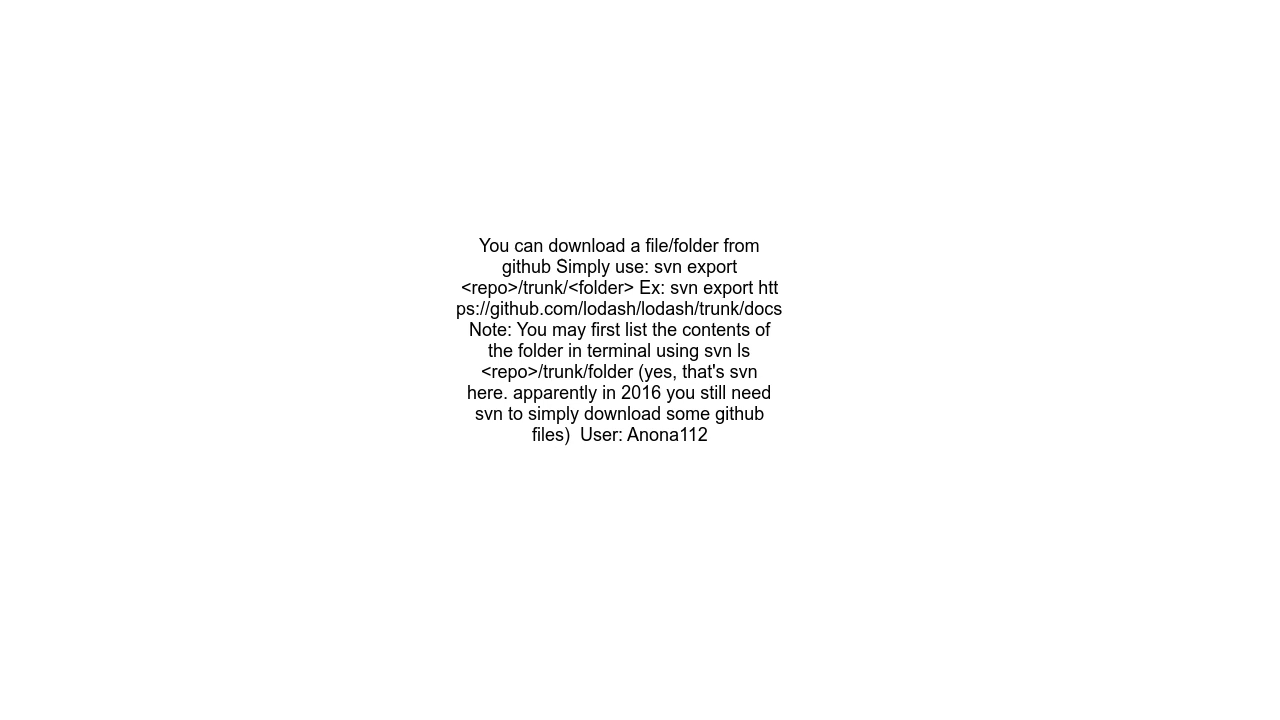 You can download a file/folder from
github Simply use: svn export
<repo>/trunk/<folder> Ex: svn export htt
ps://github.com/lodash/lodash/trunk/docs
Note: You may first list the contents of
the folder in terminal using svn ls
<repo>/trunk/folder (yes, that's svn
here. apparently in 2016 you still need
svn to simply download some github
files)  User: Anona112